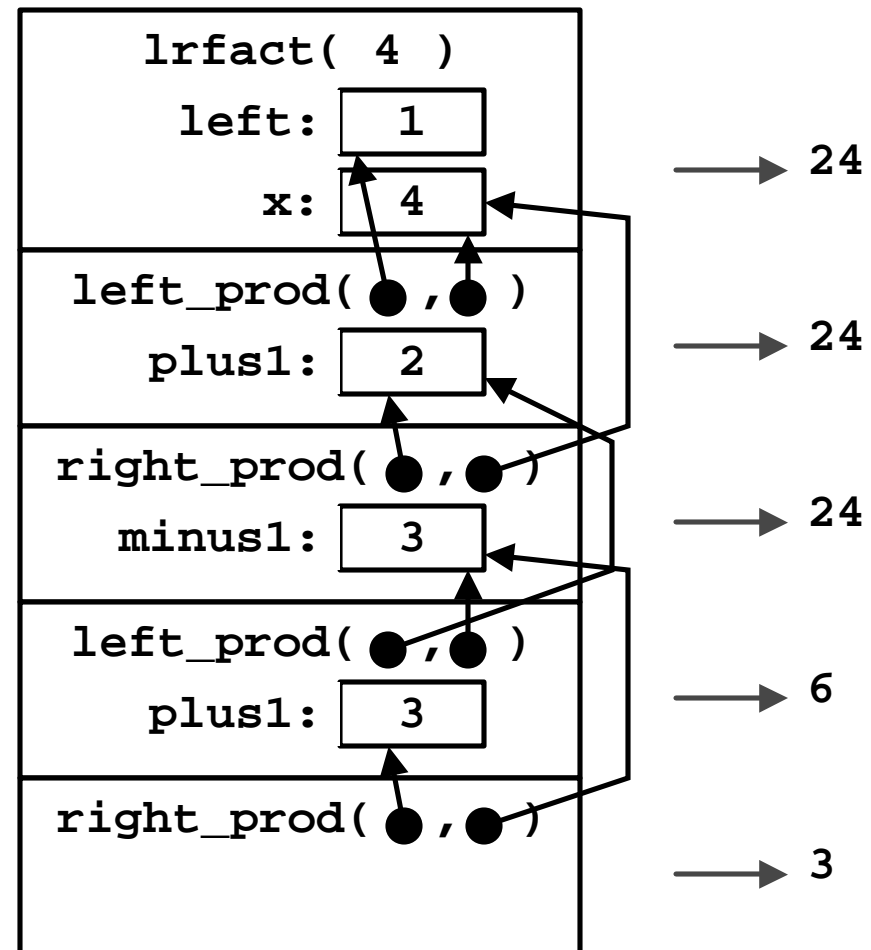 lrfact( 4 )
left: 1
24
x: 4
left_prod( , )
24
plus1: 2
right_prod( , )
24
minus1: 3
left_prod( , )
6
plus1: 3
right_prod( , )
3